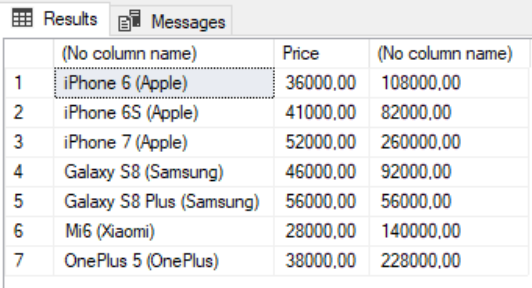 Results Messages
(No column name) Price (No column name)
1 iPhone 6 (Apple) 36000,00 108000,00
2 iPhone 6S (Apple) 41000,00 82000,00
3 iPhone 7 (Apple) 52000,00 260000,00
4 Galaxy S8 (Samsung) 46000,00 92000,00
5 Galaxy S8 Plus (Samsung) 56000,00 56000,00
6 Mi6 (Xiaomi) 28000,00 140000,00
7 OnePlus 5 (OnePlus) 38000,00 228000,00